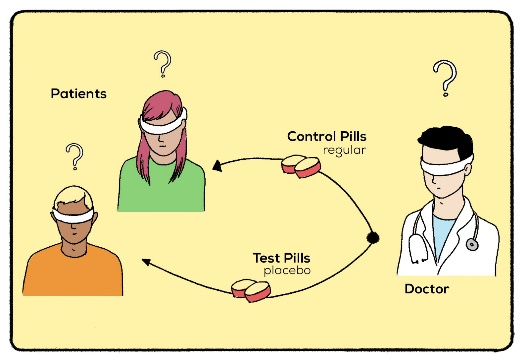 ?
Patients
?
?
Control Pills
regular
Test Pills
placebo
Doctor